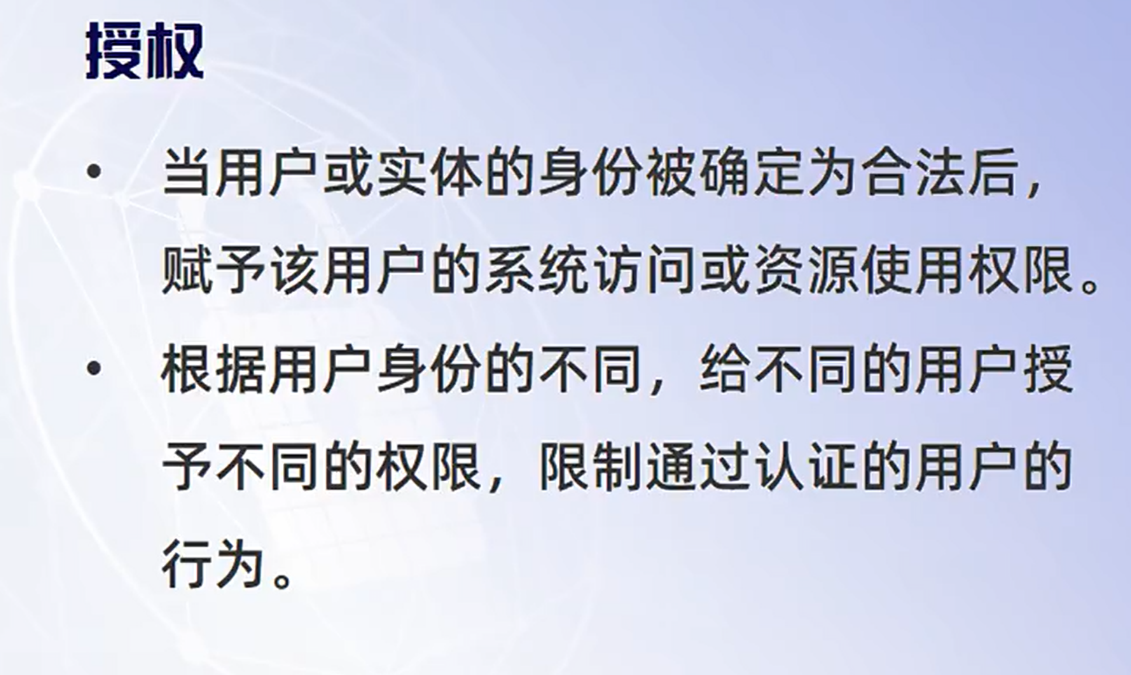 授权
• 当用户或实体的身份被确定为合法后，
赋予该用户的系统访问或资源使用权限。
• 根据用户身份的不同，给不同的用户授
予不同的权限，限制通过认证的用户的
行为。